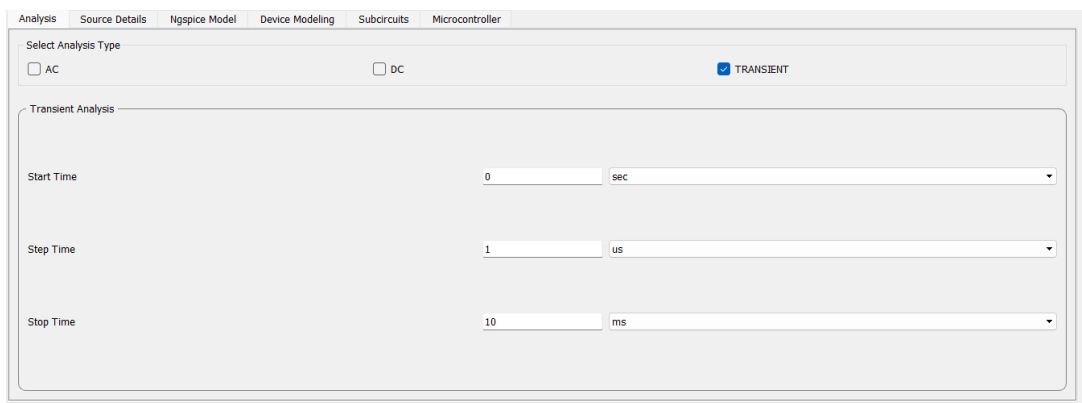 Analysis Source Details Ngspice Model Device Modeling Subcircuits Microcontroller
Select Analysis Type
AC DC TRANSIENT
Transient Analysis
Start Time 0 sec
Step Time 1 us
Stop Time 10 ms